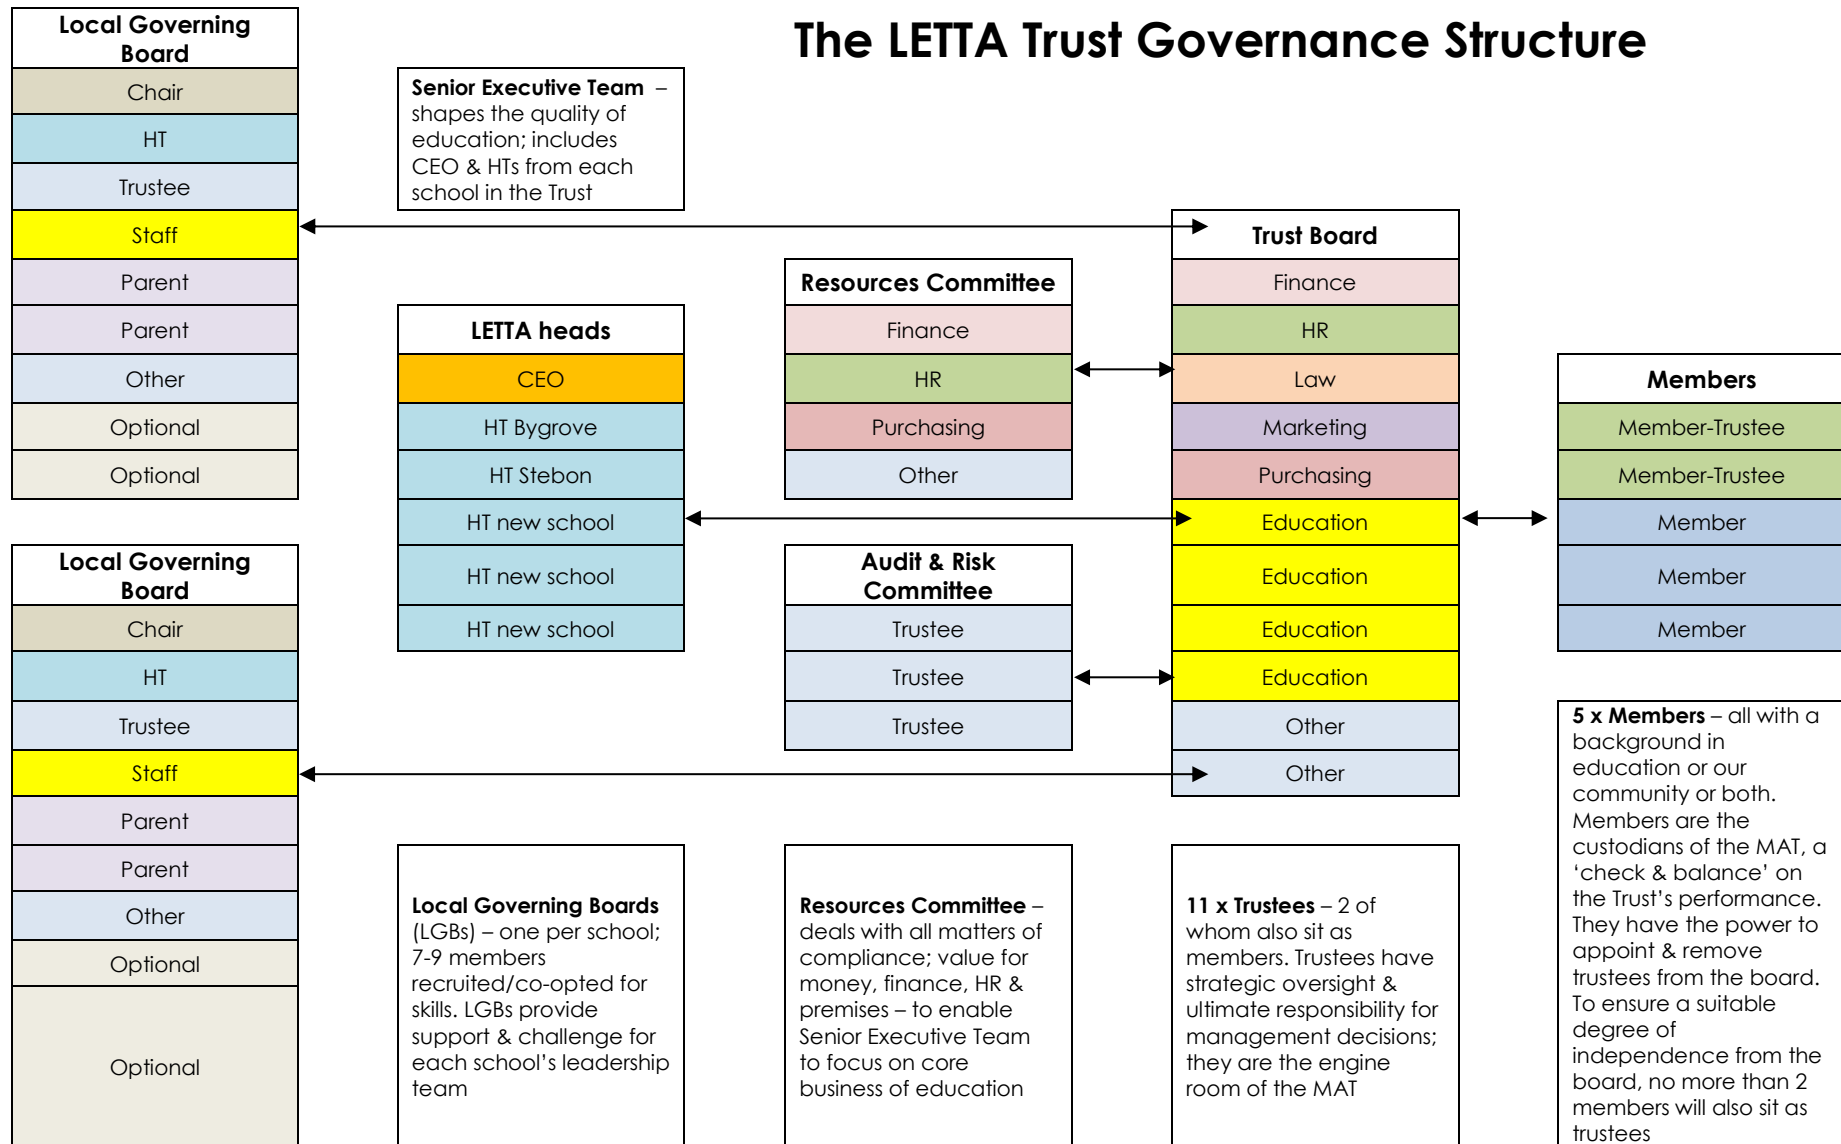 The LETTA Trust Governance Structure
Local Governing
Board
Chair
HT
Trustee
Staff
Parent
Parent
Other
Optional
Optional
Local Governing
Board
Chair
HT
Trustee
Staff
Parent
Parent
Other
Optional
Optional
Senior Executive Team –
shapes the quality of
education; includes
CEO & HTs from each
school in the Trust
LETTA heads
CEO
HT Bygrove
HT Stebon
HT new school
HT new school
HT new school
Local Governing Boards
(LGBs) – one per school;
7-9 members
recruited/co-opted for
skills. LGBs provide
support & challenge for
each school’s leadership
team
Resources Committee
Finance
HR
Purchasing
Other
Audit & Risk
Committee
Trustee
Trustee
Trustee
Resources Committee –
deals with all matters of
compliance; value for
money, finance, HR &
premises – to enable
Senior Executive Team
to focus on core
business of education
Trust Board
Finance
HR
Law
Marketing
Purchasing
Education
Education
Education
Education
Other
Other
11 x Trustees – 2 of
whom also sit as
members. Trustees have
strategic oversight &
ultimate responsibility for
management decisions;
they are the engine
room of the MAT
Members
Member-Trustee
Member-Trustee
Member
Member
Member
5 x Members – all with a
background in
education or our
community or both.
Members are the
custodians of the MAT, a
‘check & balance’ on
the Trust’s performance.
They have the power to
appoint & remove
trustees from the board.
To ensure a suitable
degree of
independence from the
board, no more than 2
members will also sit as
trustees